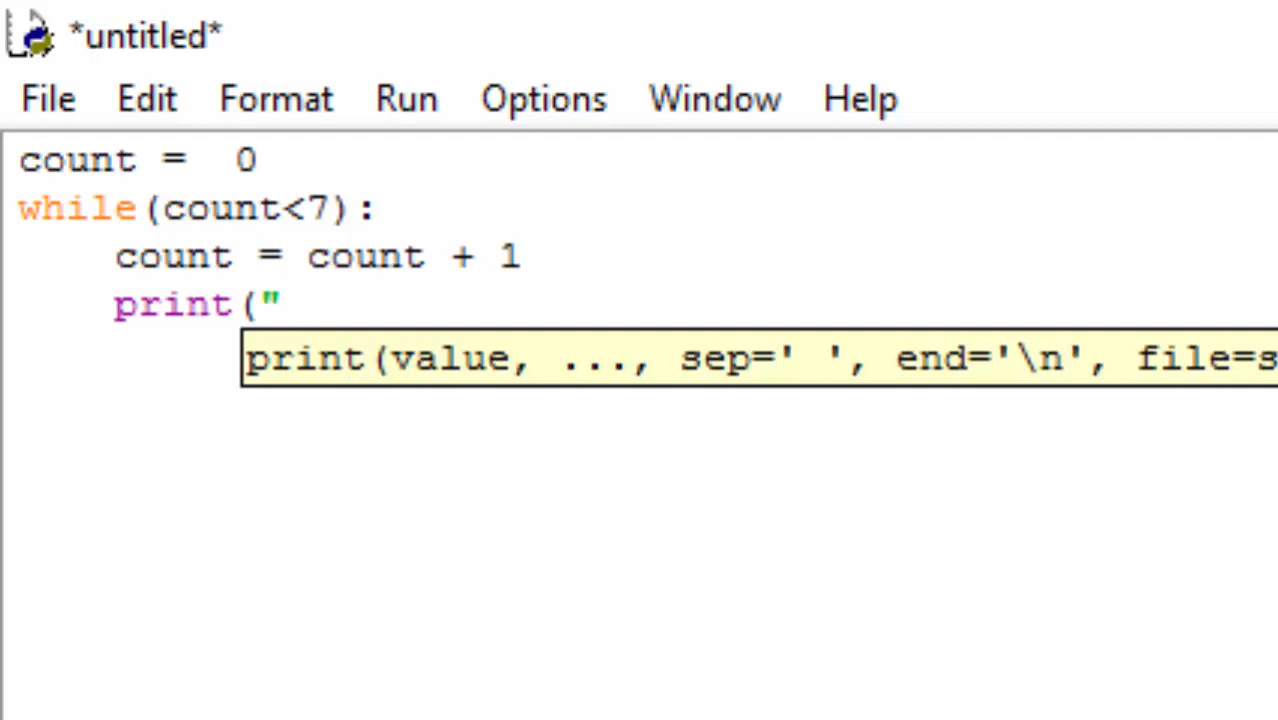 *untitled*
File Edit Format Run Options Window Help
count =  0
while(count<7):
    count = count + 1
    print("
print(value, ..., sep=' ', end='\n', file=s